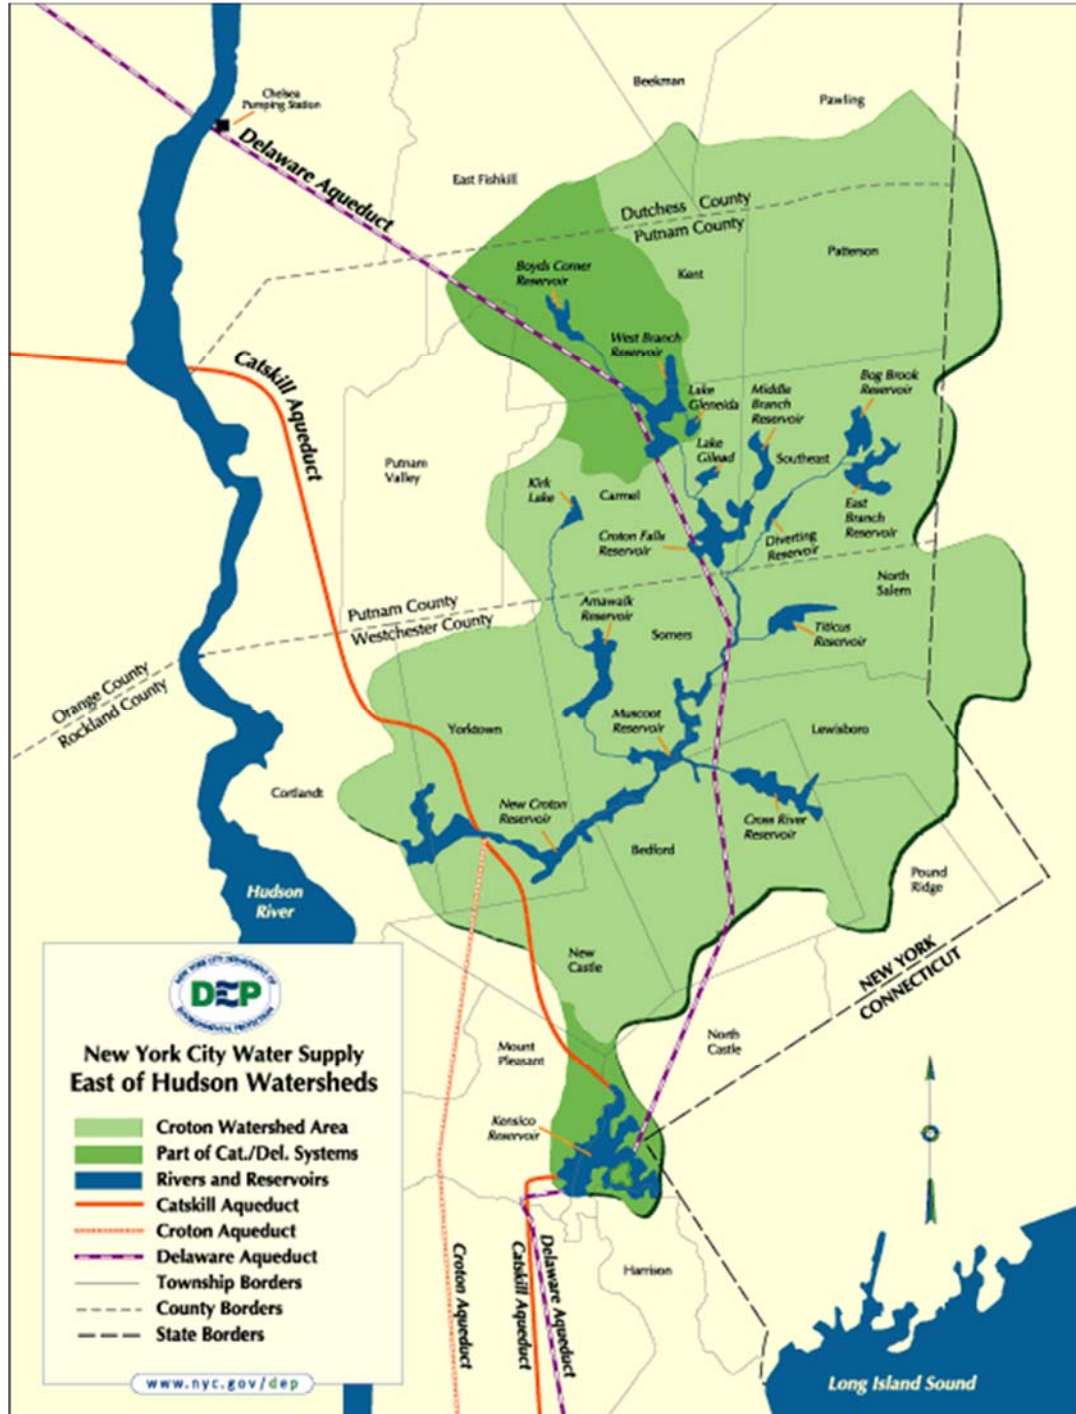 Beekman
Pawling
Chelsea
Pumping Station
Delaware Aqueduct
East Fishkill
Dutchess County
Putnam County
Patterson
Kent
Boyds Corner
Reservoir
West Branch
Reservoir
Catskill Aqueduct
Lake
Gleneida
Middle
Branch
Reservoir
Bog Brook
Reservoir
Putnam
Valley
Lake
Gilead
Southeast
Kirk
Lake
Carmel
East
Branch
Reservoir
Croton Falls
Reservoir
Diverting
Reservoir
North
Salem
Putnam County
Westchester County
Amawalk
Reservoir
Somers
Titicus
Reservoir
Orange County
Rockland County
Yorktown
Muscoot
Reservoir
Lewisboro
Cortlandt
New Croton
Reservoir
Cross River
Reservoir
Bedford
Pound
Ridge
Hudson
River
New
Castle
NEW YORK
CONNECTICUT
Mount
Pleasant
North
Castle
Kensico
Reservoir
Harrison
Croton Aqueduct
Catskill Aqueduct
Delaware Aqueduct
Long Island Sound
NEW YORK CITY DEPARTMENT OF
DEP
ENVIRONMENTAL PROTECTION
New York City Water Supply
East of Hudson Watersheds
Croton Watershed Area
Part of Cat./Del. Systems
Rivers and Reservoirs
Catskill Aqueduct
Croton Aqueduct
Delaware Aqueduct
Township Borders
County Borders
State Borders
www.nyc.gov/dep